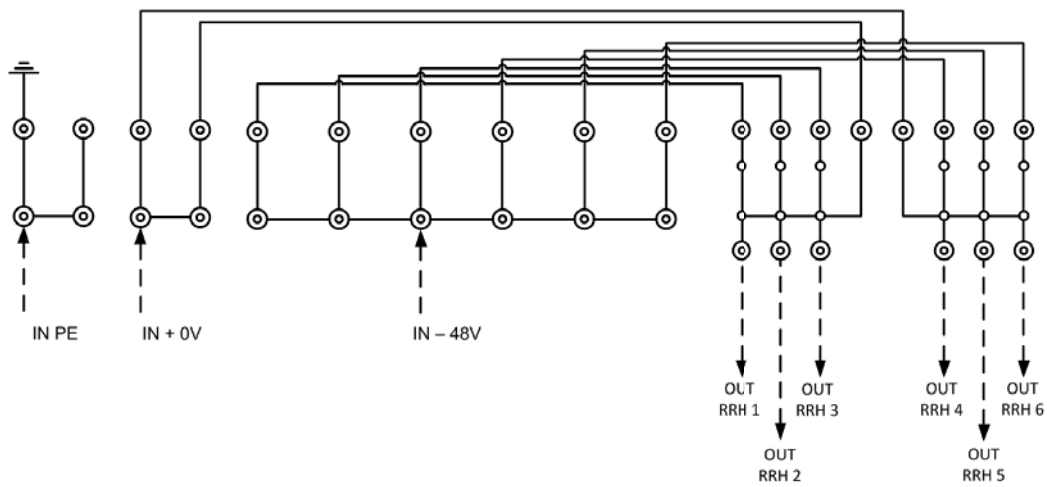 IN PE
IN + 0V
IN – 48V
OUT
RRH 1
OUT
RRH 3
OUT
RRH 4
OUT
RRH 6
OUT
RRH 2
OUT
RRH 5